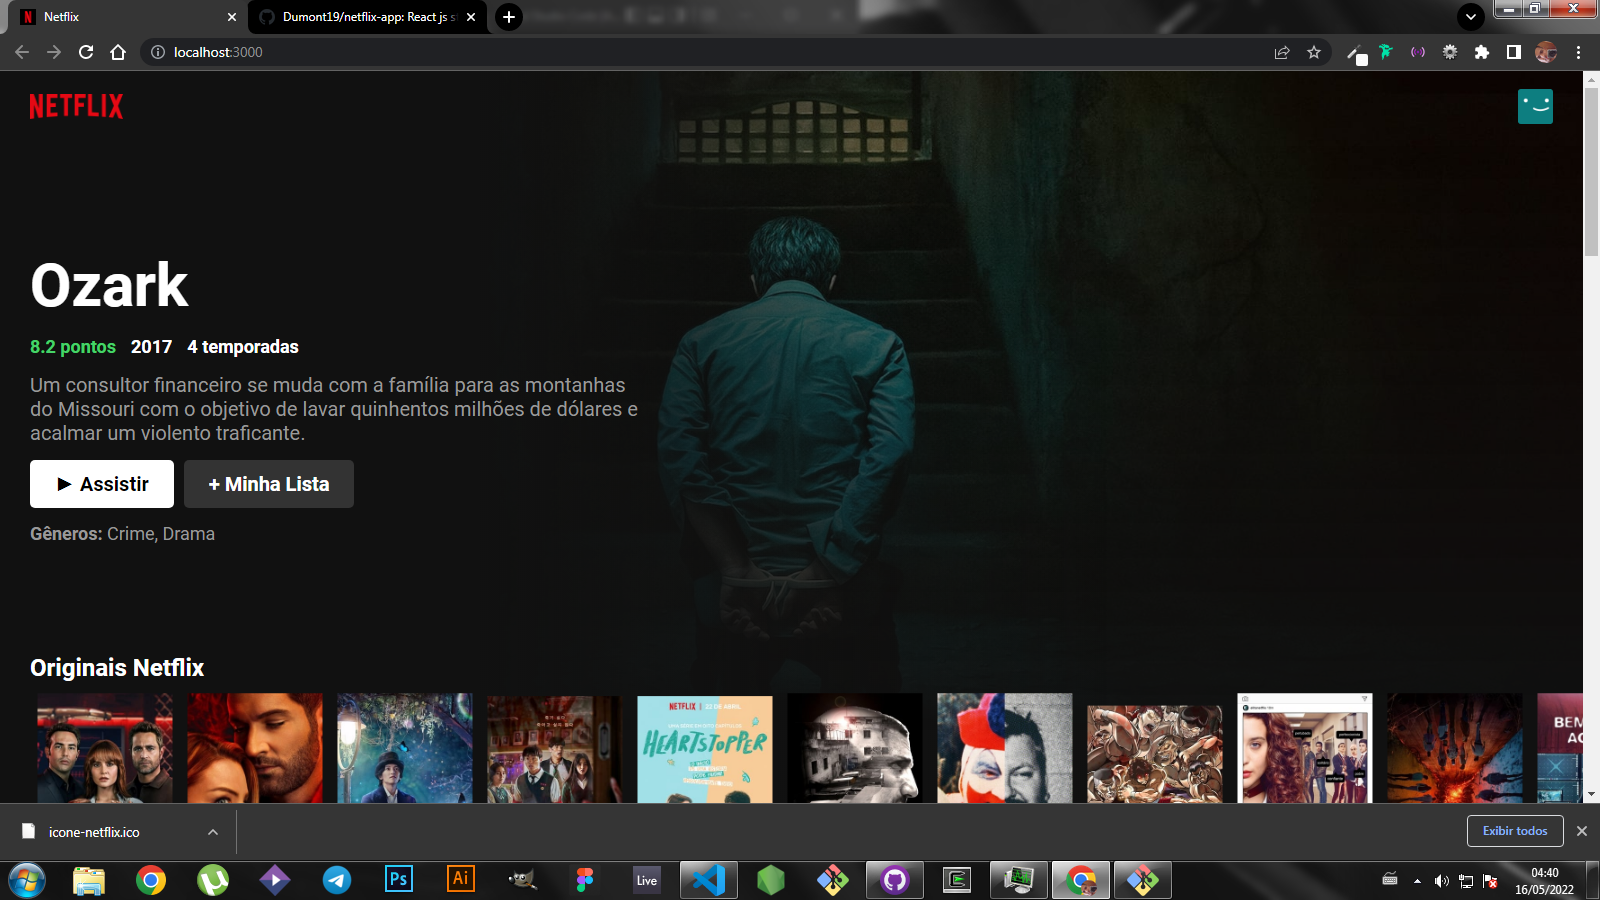 Netflix
Dumont19/netflix-app: React js s
localhost:3000
NETFLIX
Ozark
8.2 pontos 2017 4 temporadas
Um consultor financeiro se muda com a família para as montanhas
do Missouri com o objetivo de lavar quinhentos milhões de dólares e
acalmar um violento traficante.
► Assistir
+ Minha Lista
Gêneros: Crime, Drama
Originais Netflix
NETFLIX | 22 DE ABRIL
HEARTSTOPPER
BEM
AC
icone-netflix.ico
Exibir todos
Ps
Ai
Live
04:40
16/05/2022